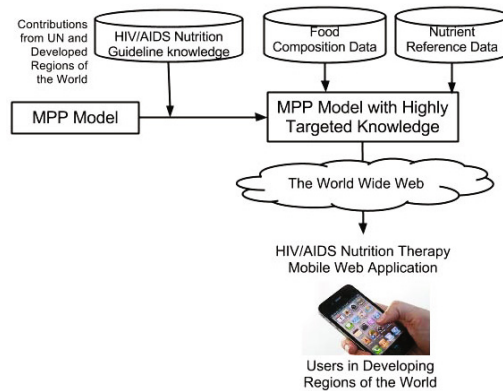 Contributions
from UN and
Developed
Regions of
the World
HIV/AIDS Nutrition
Guideline knowledge
Food
Composition Data
Nutrient
Reference Data
MPP Model
MPP Model with Highly
Targeted Knowledge
The World Wide Web
HIV/AIDS Nutrition Therapy
Mobile Web Application
Users in Developing
Regions of the World